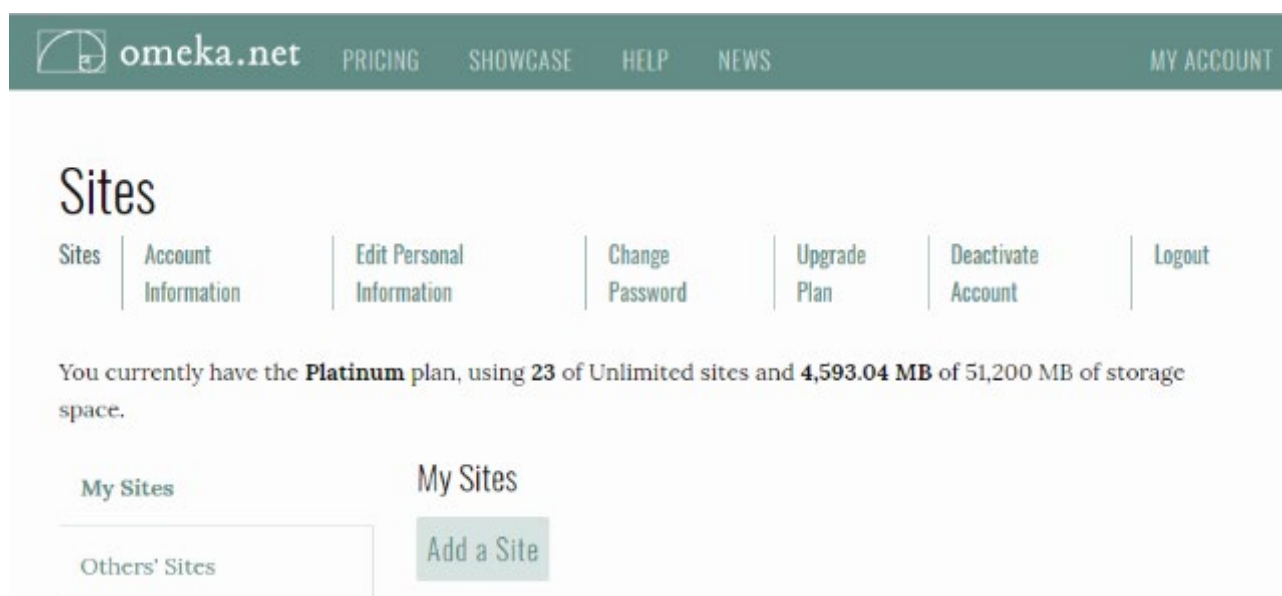 omeka.net PRICING SHOWCASE HELP NEWS MY ACCOUNT
Sites
Sites Account Information Edit Personal Information Change Password Upgrade Plan Deactivate Account Logout
You currently have the Platinum plan, using 23 of Unlimited sites and 4,593.04 MB of 51,200 MB of storage
space.
My Sites
Others' Sites
My Sites
Add a Site